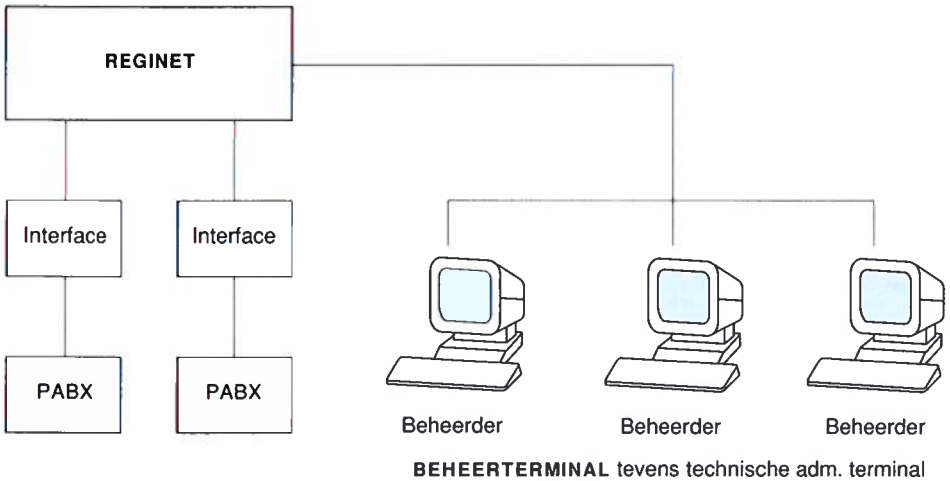 REGINET
Interface
Interface
PABX
PABX
Beheerder
Beheerder
Beheerder
BEHEERTERMINAL tevens technische adm. terminal